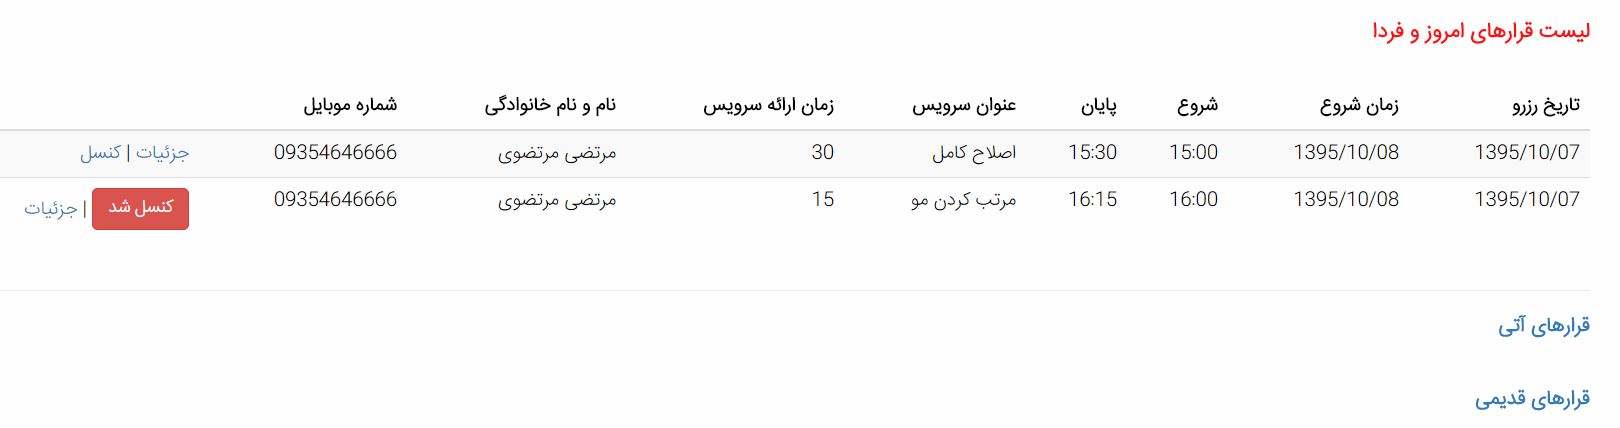 لیست قرارهای امروز و فردا
تاریخ رزرو زمان شروع شروع پایان عنوان سرویس زمان ارائه سرویس نام و نام خانوادگی شماره موبایل
1395/10/07 1395/10/08 15:00 15:30 اصلاح کامل 30 مرتضی مرتضوی 09354646666 جزئیات | کنسل
1395/10/07 1395/10/08 16:00 16:15 مرتب کردن مو 15 مرتضی مرتضوی 09354646666 کنسل شد | جزئیات
قرارهای آتی
قرارهای قدیمی